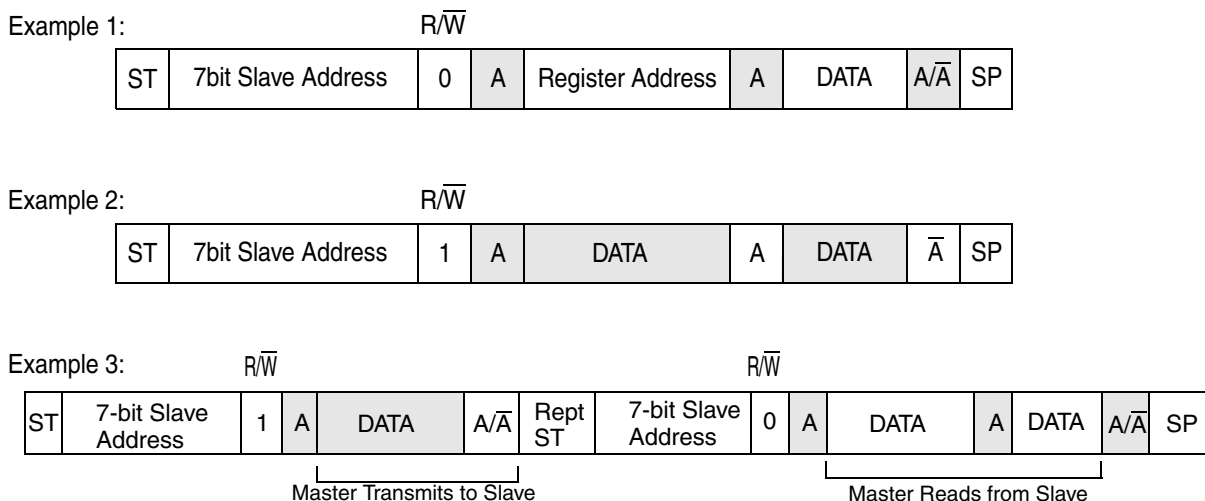 Example 1:
R/W̅
ST 7bit Slave Address 0 A Register Address A DATA A/A̅ SP
Example 2:
R/W̅
ST 7bit Slave Address 1 A DATA A DATA A̅ SP
Example 3:
R/W̅ R/W̅
ST 7-bit Slave Address 1 A DATA A/A̅ Rept ST 7-bit Slave Address 0 A DATA A DATA A/A̅ SP
Master Transmits to Slave Master Reads from Slave